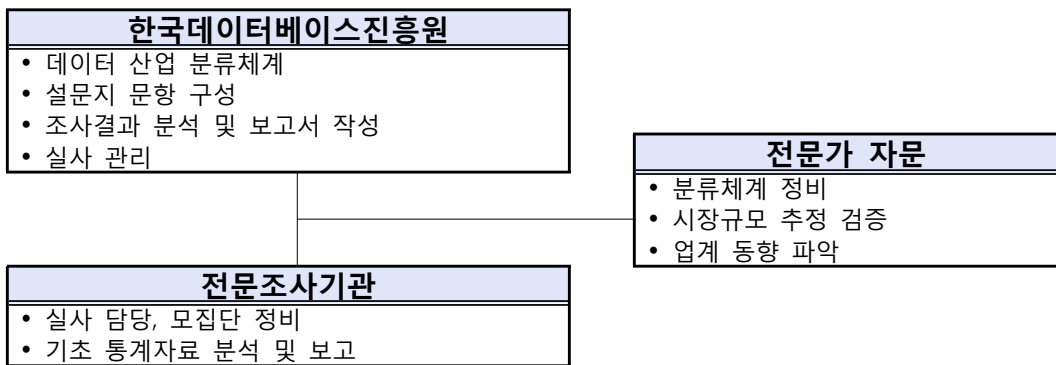 한국데이터베이스진흥원
• 데이터 산업 분류체계
• 설문지 문항 구성
• 조사결과 분석 및 보고서 작성
• 실사 관리
전문가 자문
• 분류체계 정비
• 시장규모 추정 검증
• 업계 동향 파악
전문조사기관
• 실사 담당, 모집단 정비
• 기초 통계자료 분석 및 보고